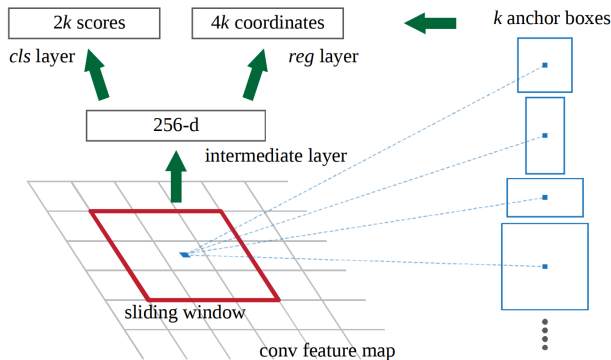 2k scores
4k coordinates
k anchor boxes
cls layer
reg layer
256-d
intermediate layer
sliding window
conv feature map